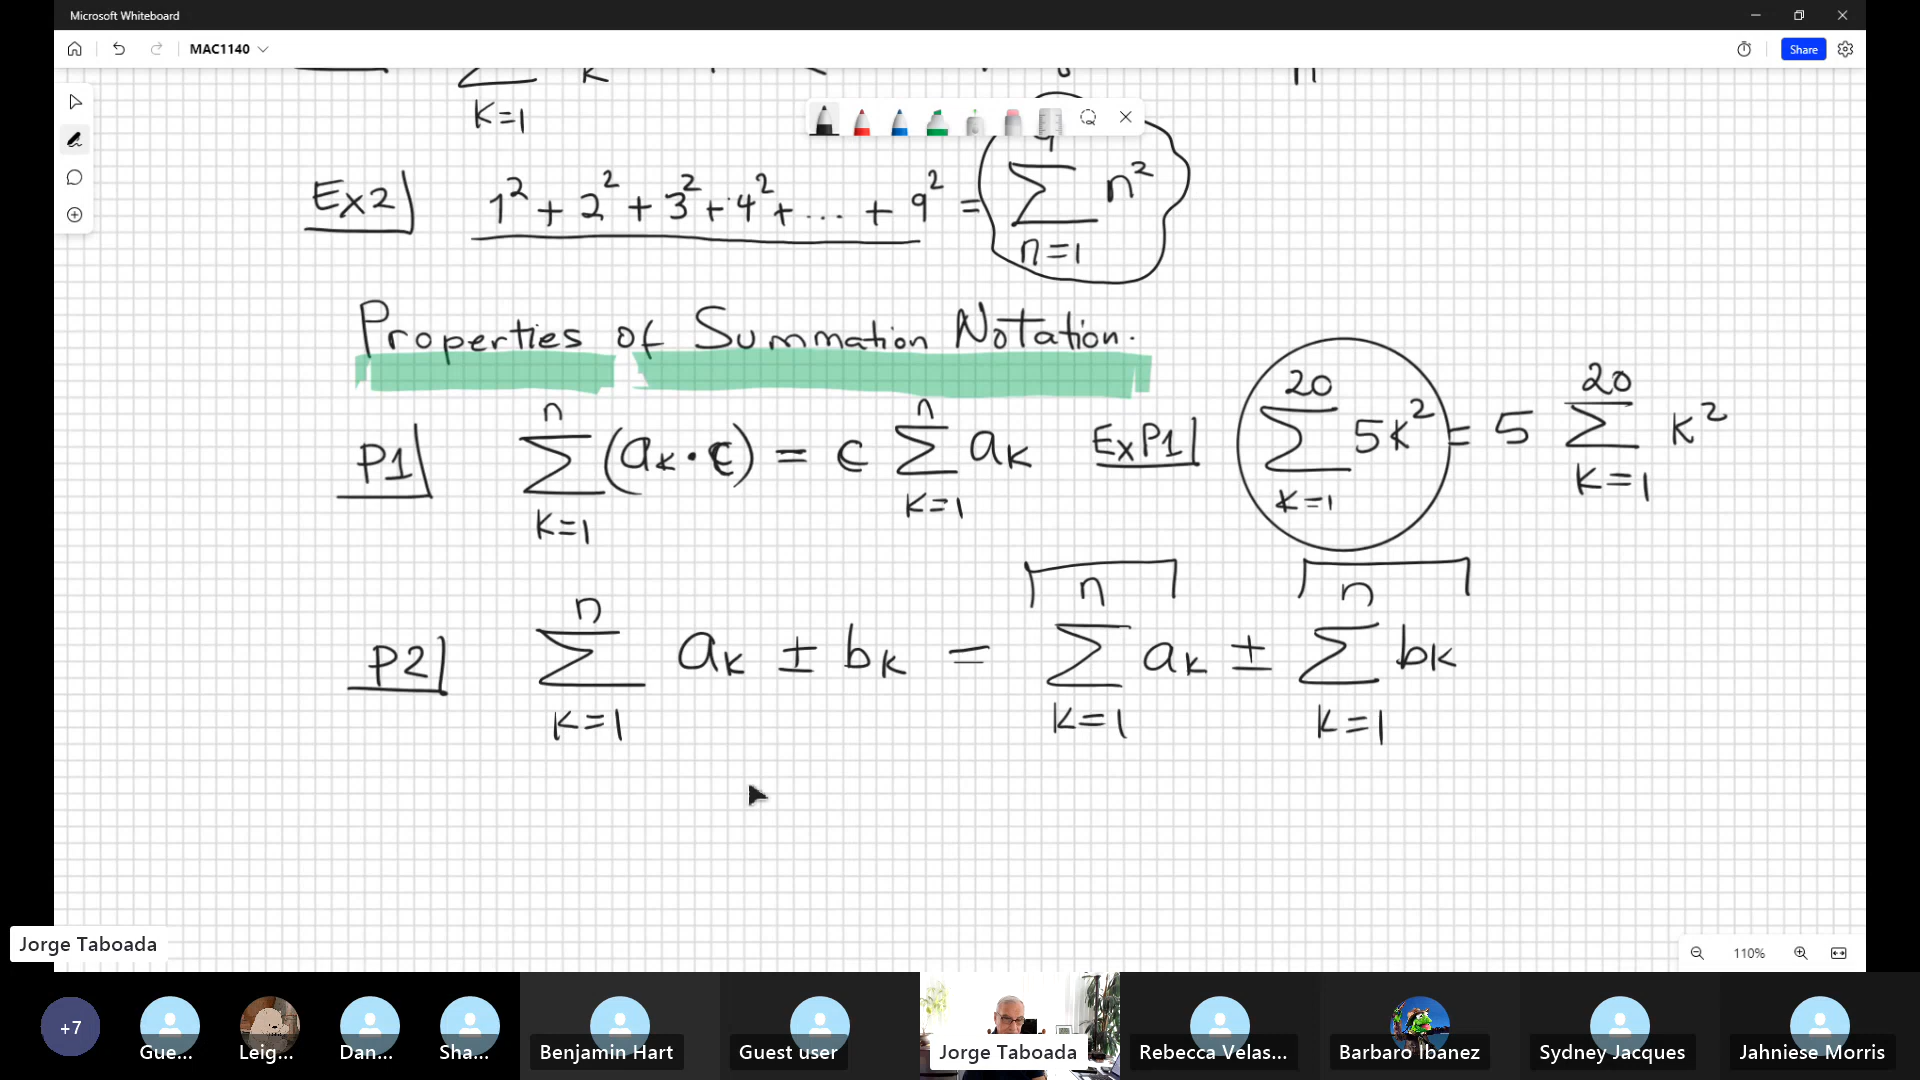 Microsoft Whiteboard
MAC1140
Share
K=1
Ex2 1² + 2² + 3² + 4² + ... + 9² = ∑ n²
n=1
Properties of Summation Notation.
P1 n ∑ K=1 (aₖ · c) = c n ∑ K=1 aₖ ExP1 20 ∑ K=1 5K² = 5 20 ∑ K=1 K²
P2 n ∑ K=1 aₖ ± bₖ = n ∑ K=1 aₖ ± n ∑ K=1 bₖ
Jorge Taboada
110%
+7
Gue...
Leig...
Dan...
Sha...
Benjamin Hart
Guest user
Jorge Taboada
Rebecca Velas...
Barbaro Ibanez
Sydney Jacques
Jahniese Morris